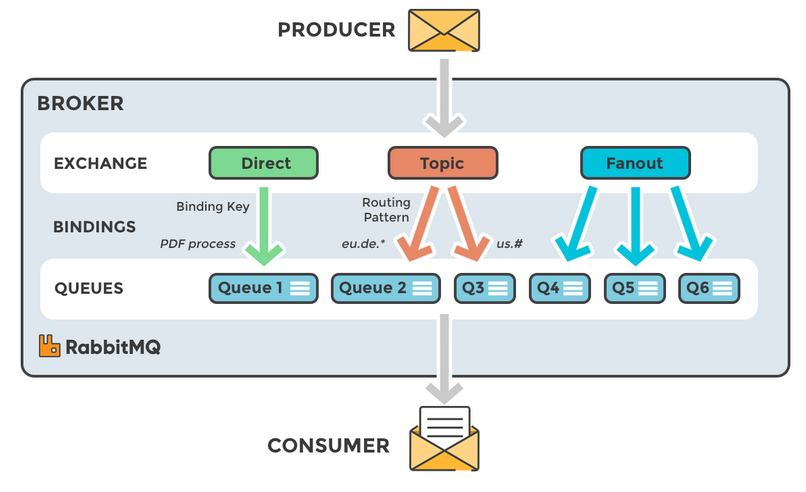 PRODUCER
BROKER
EXCHANGE
Direct
Topic
Fanout
Binding Key
Routing
Pattern
BINDINGS
PDF process
eu.de.*
us.#
QUEUES
Queue 1
Queue 2
Q3
Q4
Q5
Q6
RabbitMQ
CONSUMER